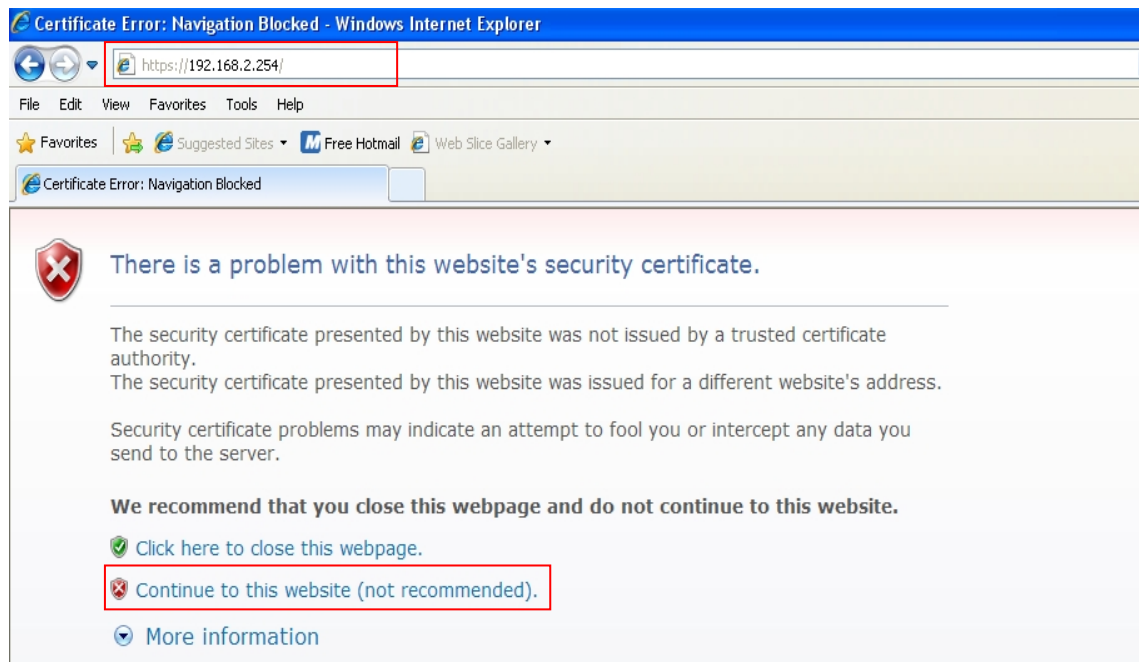 Certificate Error: Navigation Blocked - Windows Internet Explorer
https://192.168.2.254/
File Edit View Favorites Tools Help
Favorites Suggested Sites Free Hotmail Web Slice Gallery
Certificate Error: Navigation Blocked
There is a problem with this website's security certificate.
The security certificate presented by this website was not issued by a trusted certificate
authority.
The security certificate presented by this website was issued for a different website's address.
Security certificate problems may indicate an attempt to fool you or intercept any data you
send to the server.
We recommend that you close this webpage and do not continue to this website.
Click here to close this webpage.
Continue to this website (not recommended).
More information